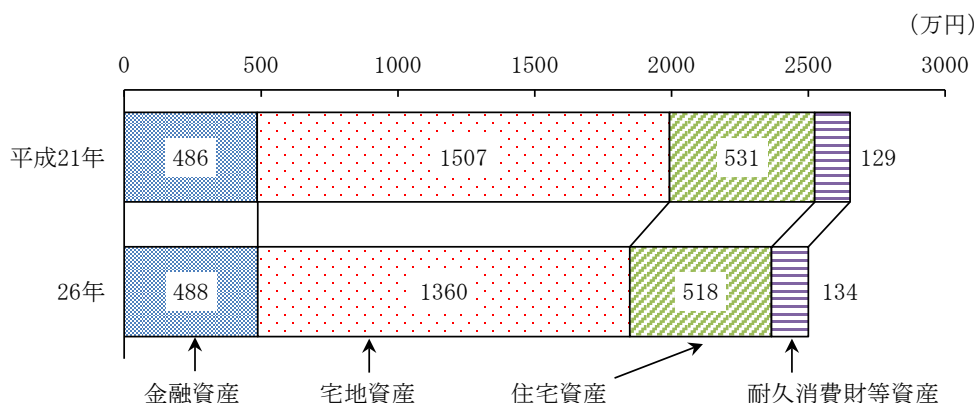 (万円)
0 500 1000 1500 2000 2500 3000
平成21年 486 1507 531 129
26年 488 1360 518 134
金融資産 宅地資産 住宅資産 耐久消費財等資産